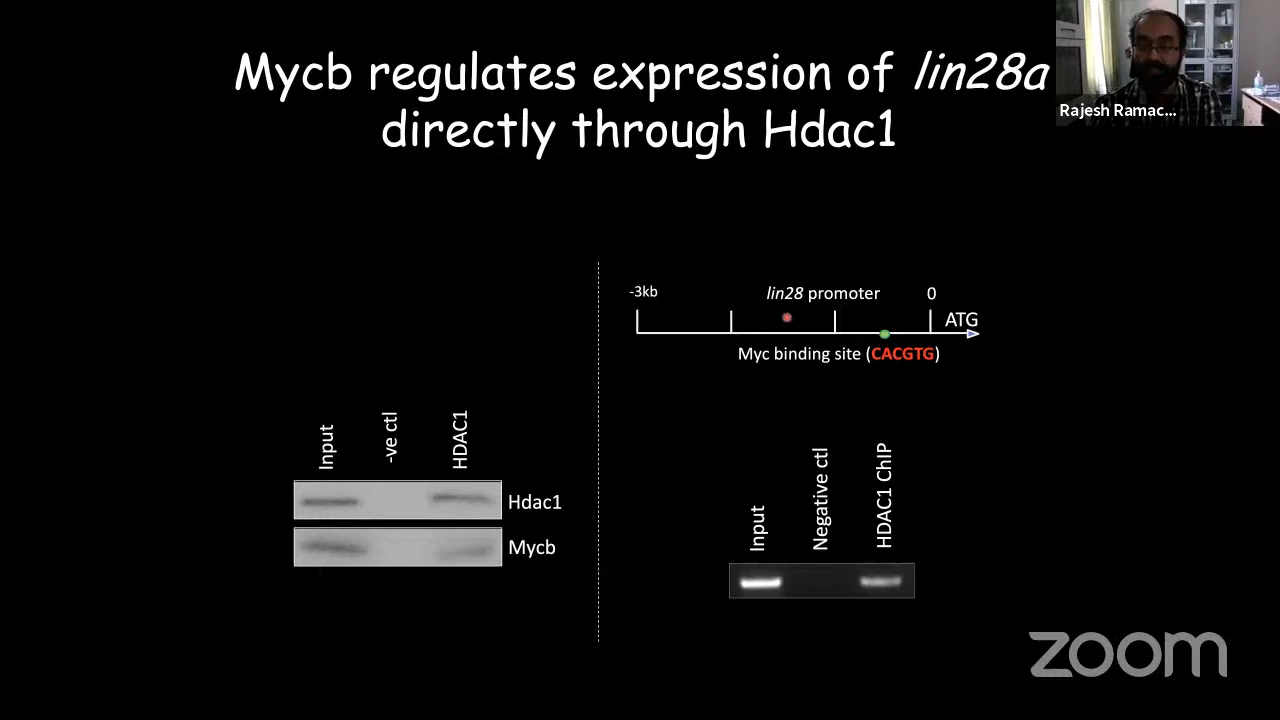 Mycb regulates expression of lin28a
directly through Hdac1
Rajesh Ramac...
-3kb
lin28 promoter
0
ATG
Myc binding site (CACGTG)
Input
-ve ctl
HDAC1
Hdac1
Mycb
Input
Negative ctl
HDAC1 ChIP
zoom